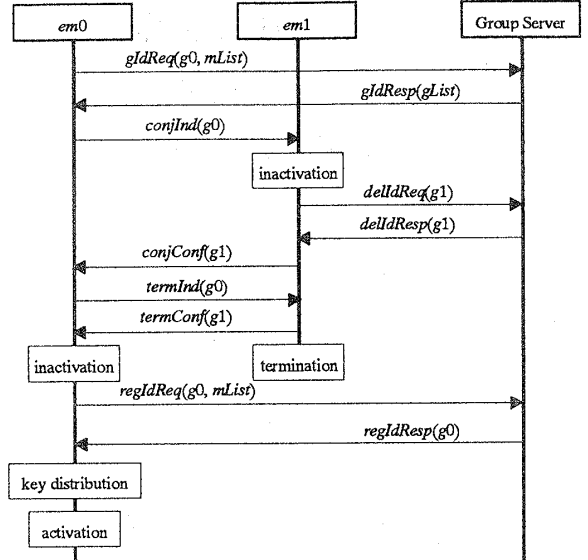 em0 em1 Group Server
gIdReq(g0, mList)
gIdResp(gList)
conjInd(g0)
inactivation
delIdReq(g1)
delIdResp(g1)
conjConf(g1)
termInd(g0)
termConf(g1)
inactivation termination
regIdReq(g0, mList)
regIdResp(g0)
key distribution
activation